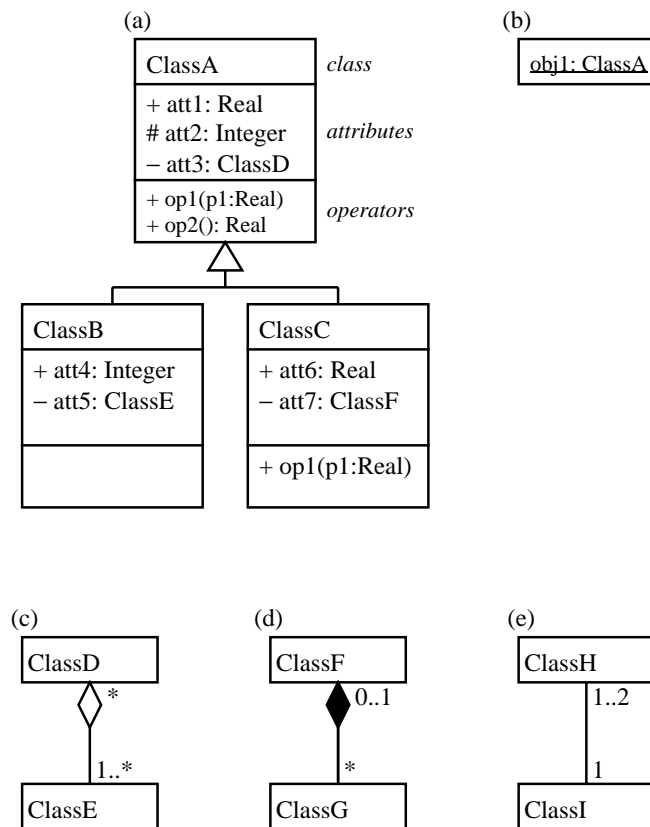 (a)
ClassA
class
+ att1: Real
# att2: Integer
− att3: ClassD
attributes
+ op1(p1:Real)
+ op2(): Real
operators
ClassB
+ att4: Integer
− att5: ClassE
ClassC
+ att6: Real
− att7: ClassF
+ op1(p1:Real)
(b)
obj1: ClassA
(c)
ClassD
*
1..*
ClassE
(d)
ClassF
0..1
*
ClassG
(e)
ClassH
1..2
1
ClassI